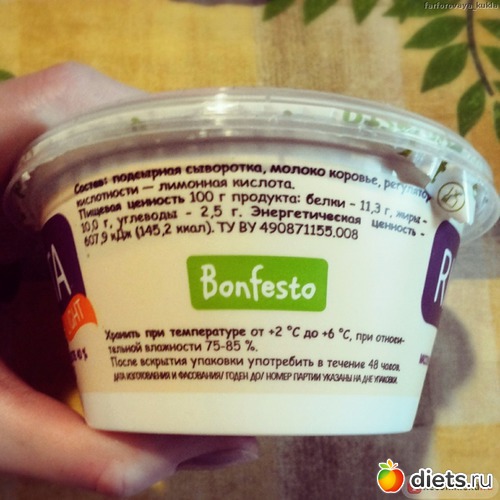 farforovaya kukla
Состав: подсырная сыворотка, молоко коровье, регулятор
кислотности — лимонная кислота.
Пищевая ценность 100 г продукта: белки - 11,3 г, жиры -
10,0 г, углеводы - 2,5 г. Энергетическая ценность -
607,9 кДж (145,2 ккал). ТУ BY 490871155.008
Bonfesto
Хранить при температуре от +2 °С до +6 °С, при относи-
тельной влажности 75-85 %.
После вскрытия упаковки употребить в течение 48 часов.
ДАТА ИЗГОТОВЛЕНИЯ И ФАСОВАНИЯ/ ГОДЕН ДО/ НОМЕР ПАРТИИ УКАЗАНЫ НА ДНЕ УПАКОВКИ.
diets.ru